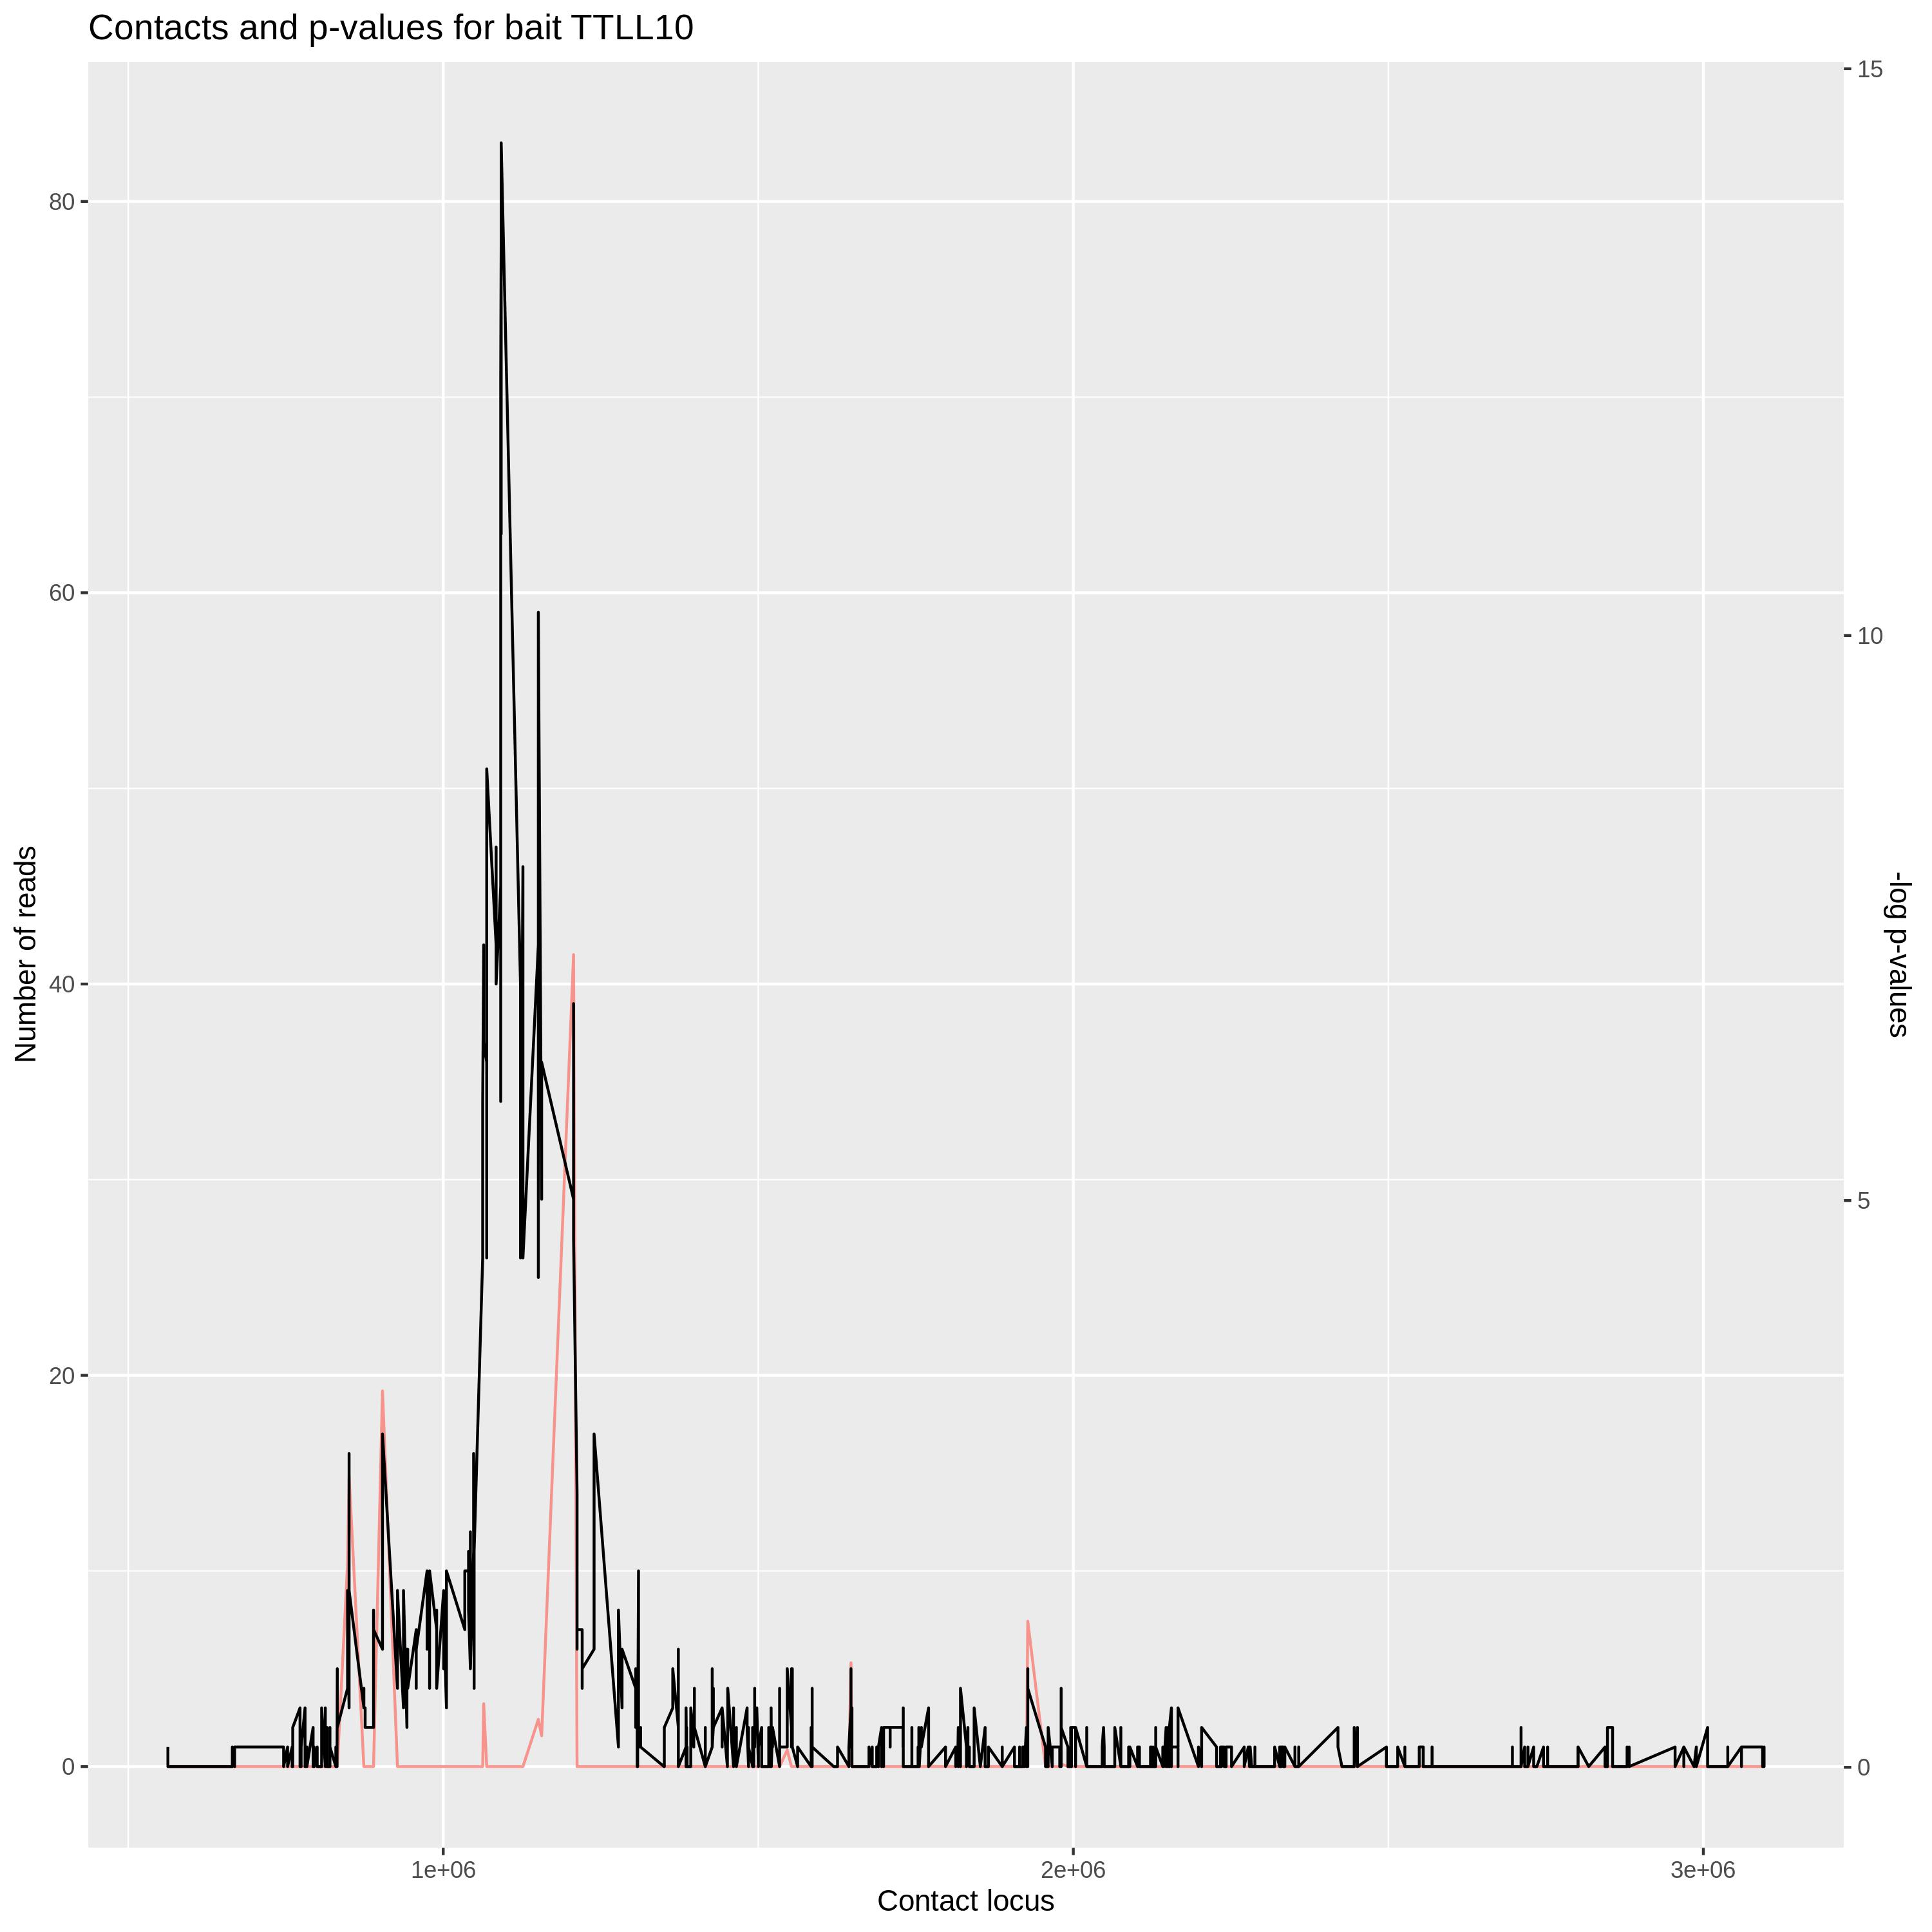 Contacts and p-values for bait TTLL10
80
60
40
20
0
Number of reads
15
10
5
0
-log p-values
1e+06
2e+06
3e+06
Contact locus